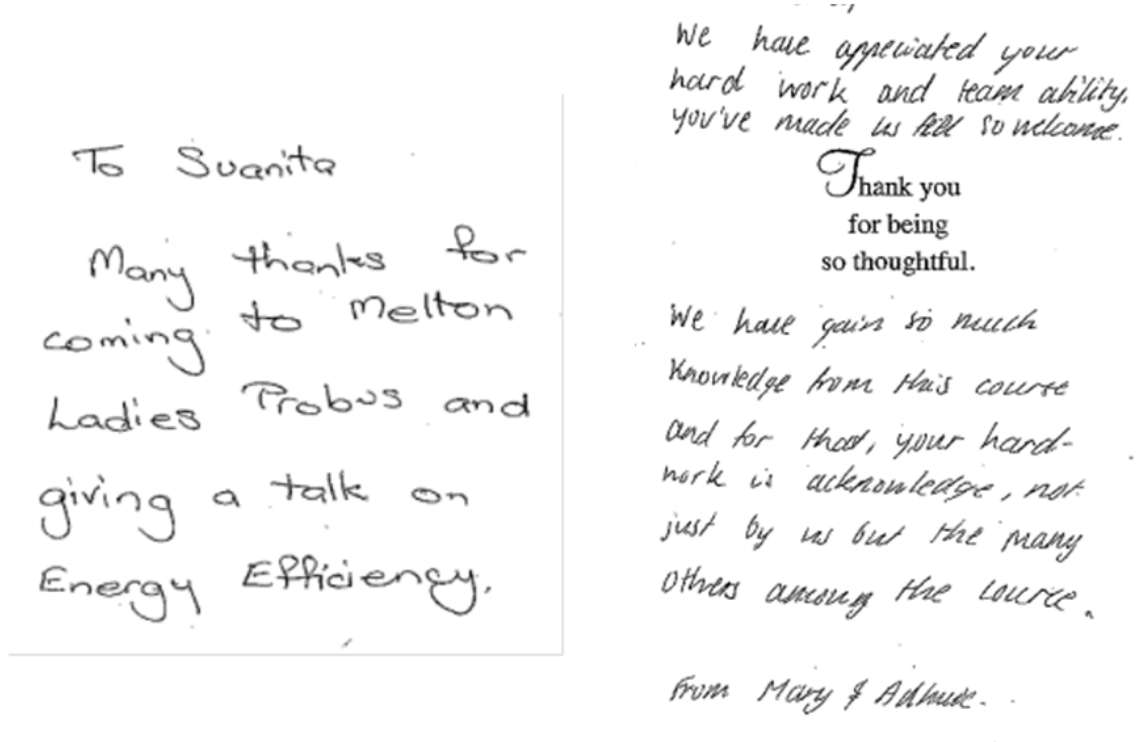 To Suanita
Many thanks for
coming to Melton
Ladies Probus and
giving a talk on
Energy Efficiency.
We have appeciated your
hard work and team ability,
you've made us feel so welcome.
Thank you
for being
so thoughtful.
We have gain so much
knowledge from this course
and for that, your hard-
work is acknowledge, not
just by us but the many
others among the cource.
From Mary &